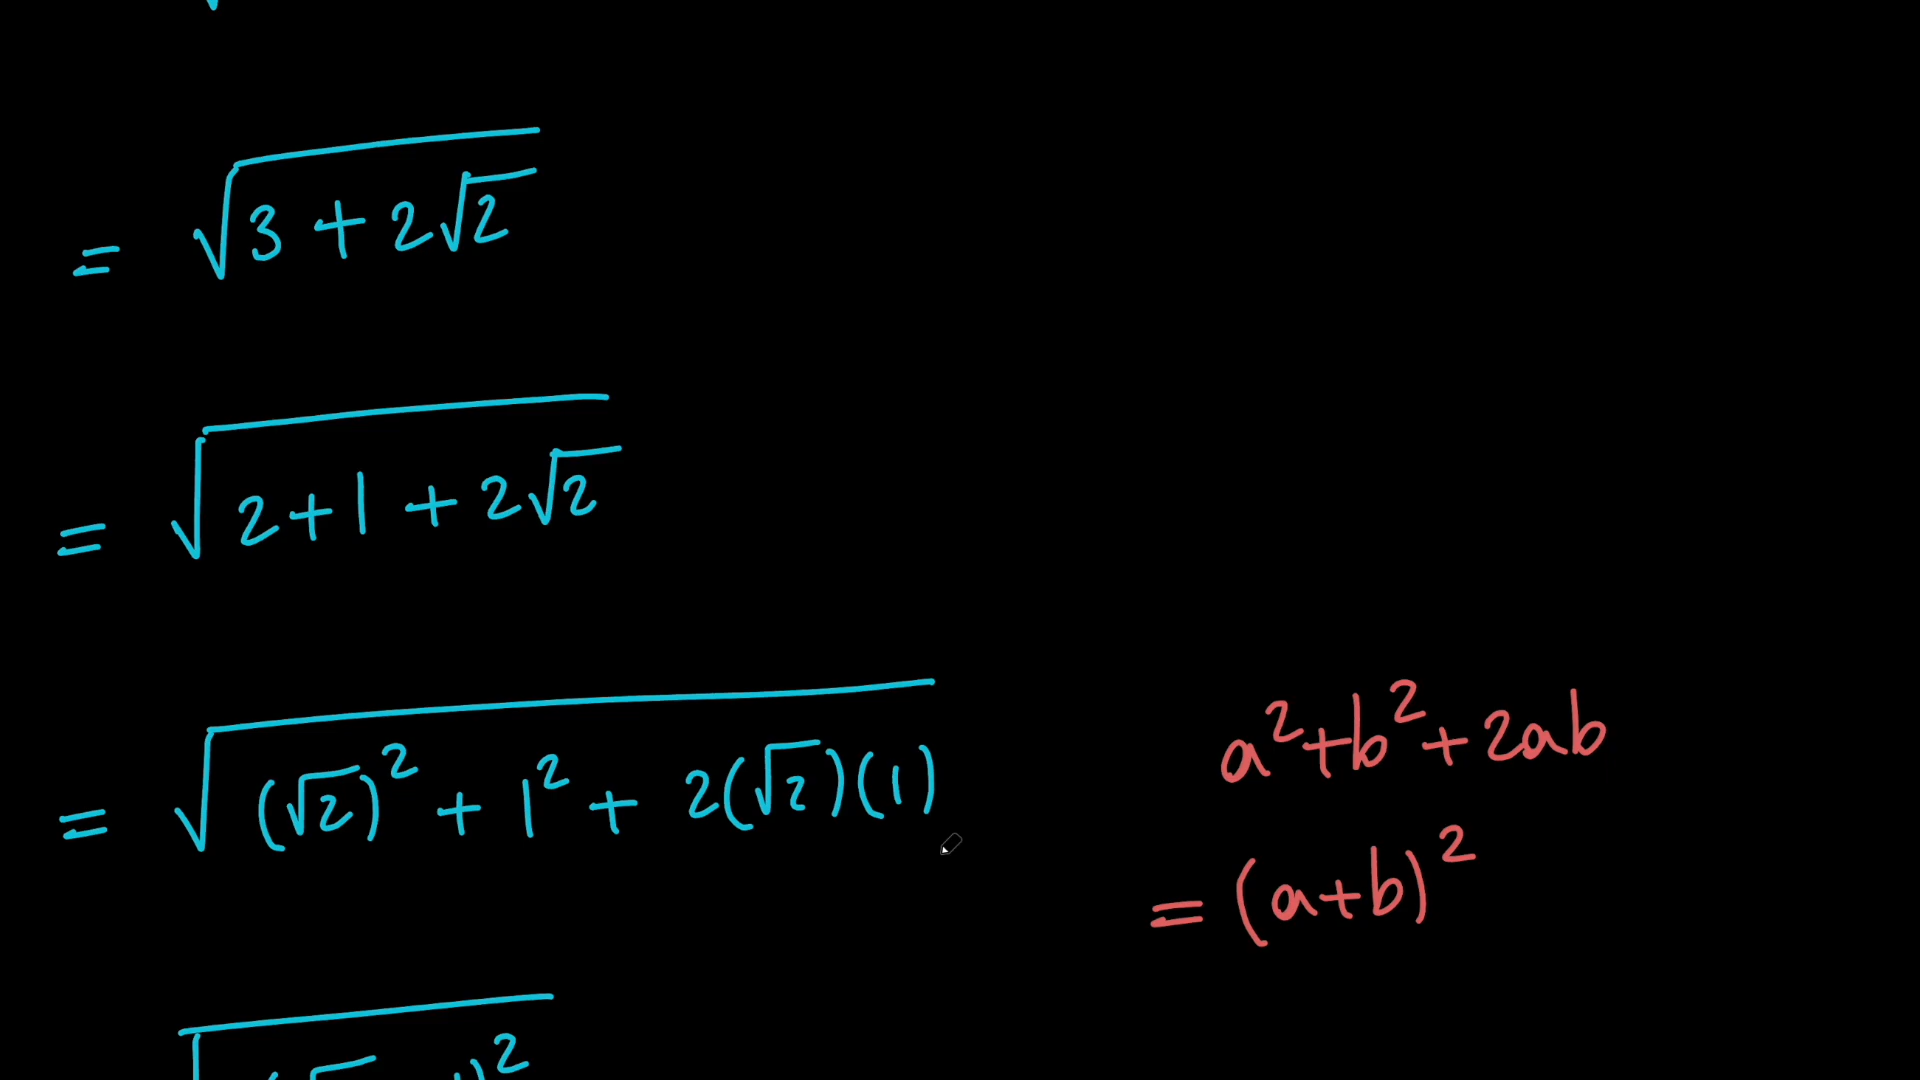 = √(3 + 2√2)
= √(2 + 1 + 2√2)
= √((√2)² + 1² + 2(√2)(1))
a² + b² + 2ab
= (a+b)²